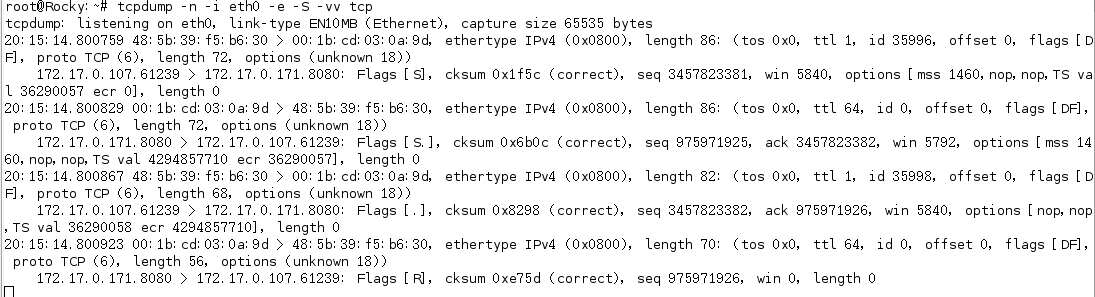 root@Rocky:~# tcpdump -n -i eth0 -e -S -vv tcp
tcpdump: listening on eth0, link-type EN10MB (Ethernet), capture size 65535 bytes
20:15:14.800759 48:5b:39:f5:b6:30 > 00:1b:cd:03:0a:9d, ethertype IPv4 (0x0800), length 86: (tos 0x0, ttl 1, id 35996, offset 0, flags [D
F], proto TCP (6), length 72, options (unknown 18))
    172.17.0.107.61239 > 172.17.0.171.8080: Flags [S], cksum 0x1f5c (correct), seq 3457823381, win 5840, options [mss 1460,nop,nop,TS va
l 36290057 ecr 0], length 0
20:15:14.800829 00:1b:cd:03:0a:9d > 48:5b:39:f5:b6:30, ethertype IPv4 (0x0800), length 86: (tos 0x0, ttl 64, id 0, offset 0, flags [DF],
 proto TCP (6), length 72, options (unknown 18))
    172.17.0.171.8080 > 172.17.0.107.61239: Flags [S.], cksum 0x6b0c (correct), seq 975971925, ack 3457823382, win 5792, options [mss 14
60,nop,nop,TS val 4294857710 ecr 36290057], length 0
20:15:14.800867 48:5b:39:f5:b6:30 > 00:1b:cd:03:0a:9d, ethertype IPv4 (0x0800), length 82: (tos 0x0, ttl 1, id 35998, offset 0, flags [D
F], proto TCP (6), length 68, options (unknown 18))
    172.17.0.107.61239 > 172.17.0.171.8080: Flags [.], cksum 0x8298 (correct), seq 3457823382, ack 975971926, win 5840, options [nop,nop
,TS val 36290058 ecr 4294857710], length 0
20:15:14.800923 00:1b:cd:03:0a:9d > 48:5b:39:f5:b6:30, ethertype IPv4 (0x0800), length 70: (tos 0x0, ttl 64, id 0, offset 0, flags [DF],
 proto TCP (6), length 56, options (unknown 18))
    172.17.0.171.8080 > 172.17.0.107.61239: Flags [R], cksum 0xe75d (correct), seq 975971926, win 0, length 0